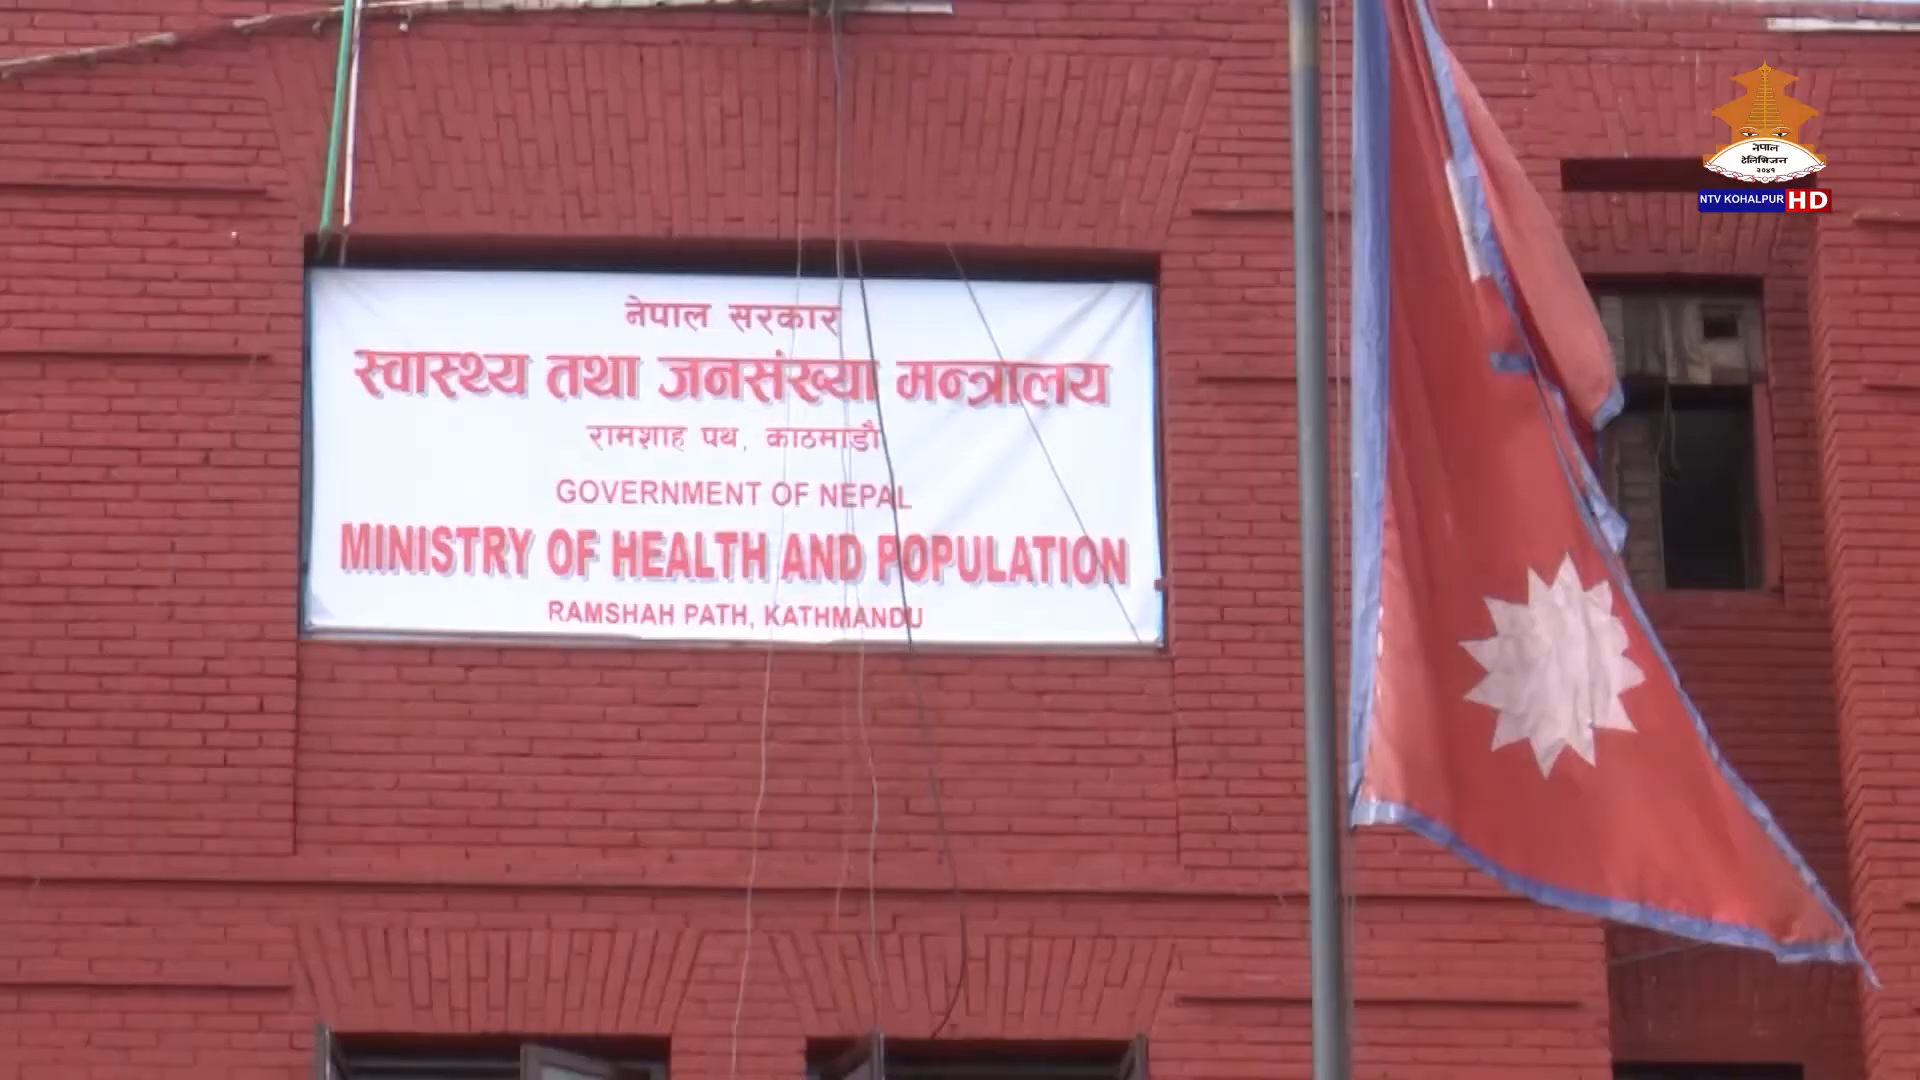 नेपाल सरकार
स्वास्थ्य तथा जनसंख्या मन्त्रालय
रामशाह पथ, काठमाडौं
GOVERNMENT OF NEPAL
MINISTRY OF HEALTH AND POPULATION
RAMSHAH PATH, KATHMANDU
नेपाल
टेलिभिजन
२०४१
NTV KOHALPUR HD